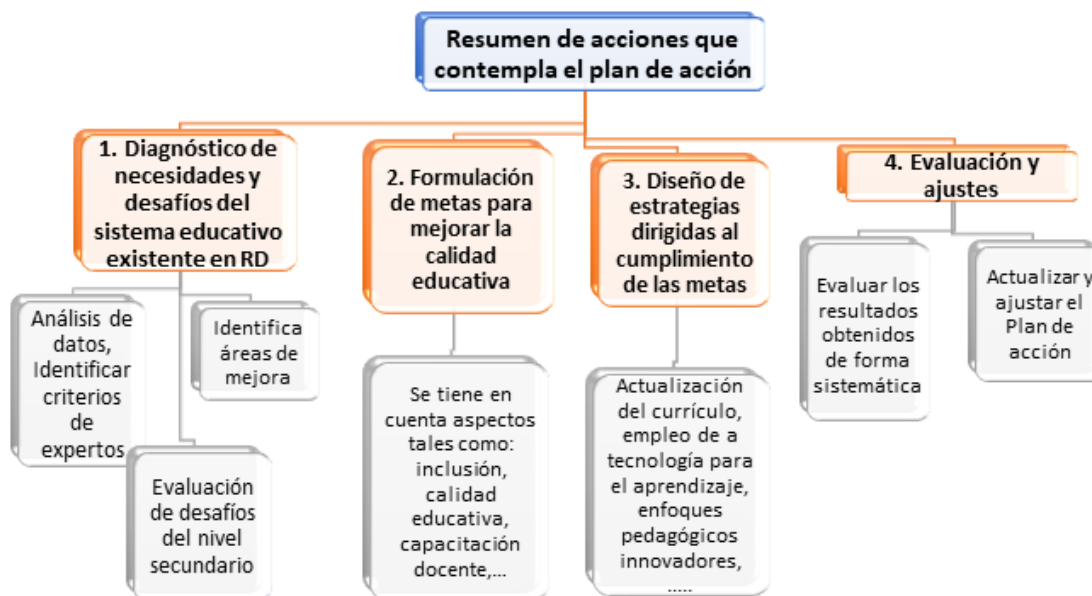 Resumen de acciones que
contempla el plan de acción
1. Diagnóstico de
necesidades y
desafíos del
sistema educativo
existente en RD
Análisis de
datos,
Identificar
criterios de
expertos
Identifica
áreas de
mejora
Evaluación
de desafíos
del nivel
secundario
2. Formulación
de metas para
mejorar la
calidad
educativa
Se tiene en
cuenta aspectos
tales como:
inclusión,
calidad
educativa,
capacitación
docente,...
3. Diseño de
estrategias
dirigidas al
cumplimiento
de las metas
Actualización
del currículo,
empleo de a
tecnología para
el aprendizaje,
enfoques
pedagógicos
innovadores,
.....
4. Evaluación y
ajustes
Evaluar los
resultados
obtenidos
de forma
sistemática
Actualizar y
ajustar el
Plan de
acción